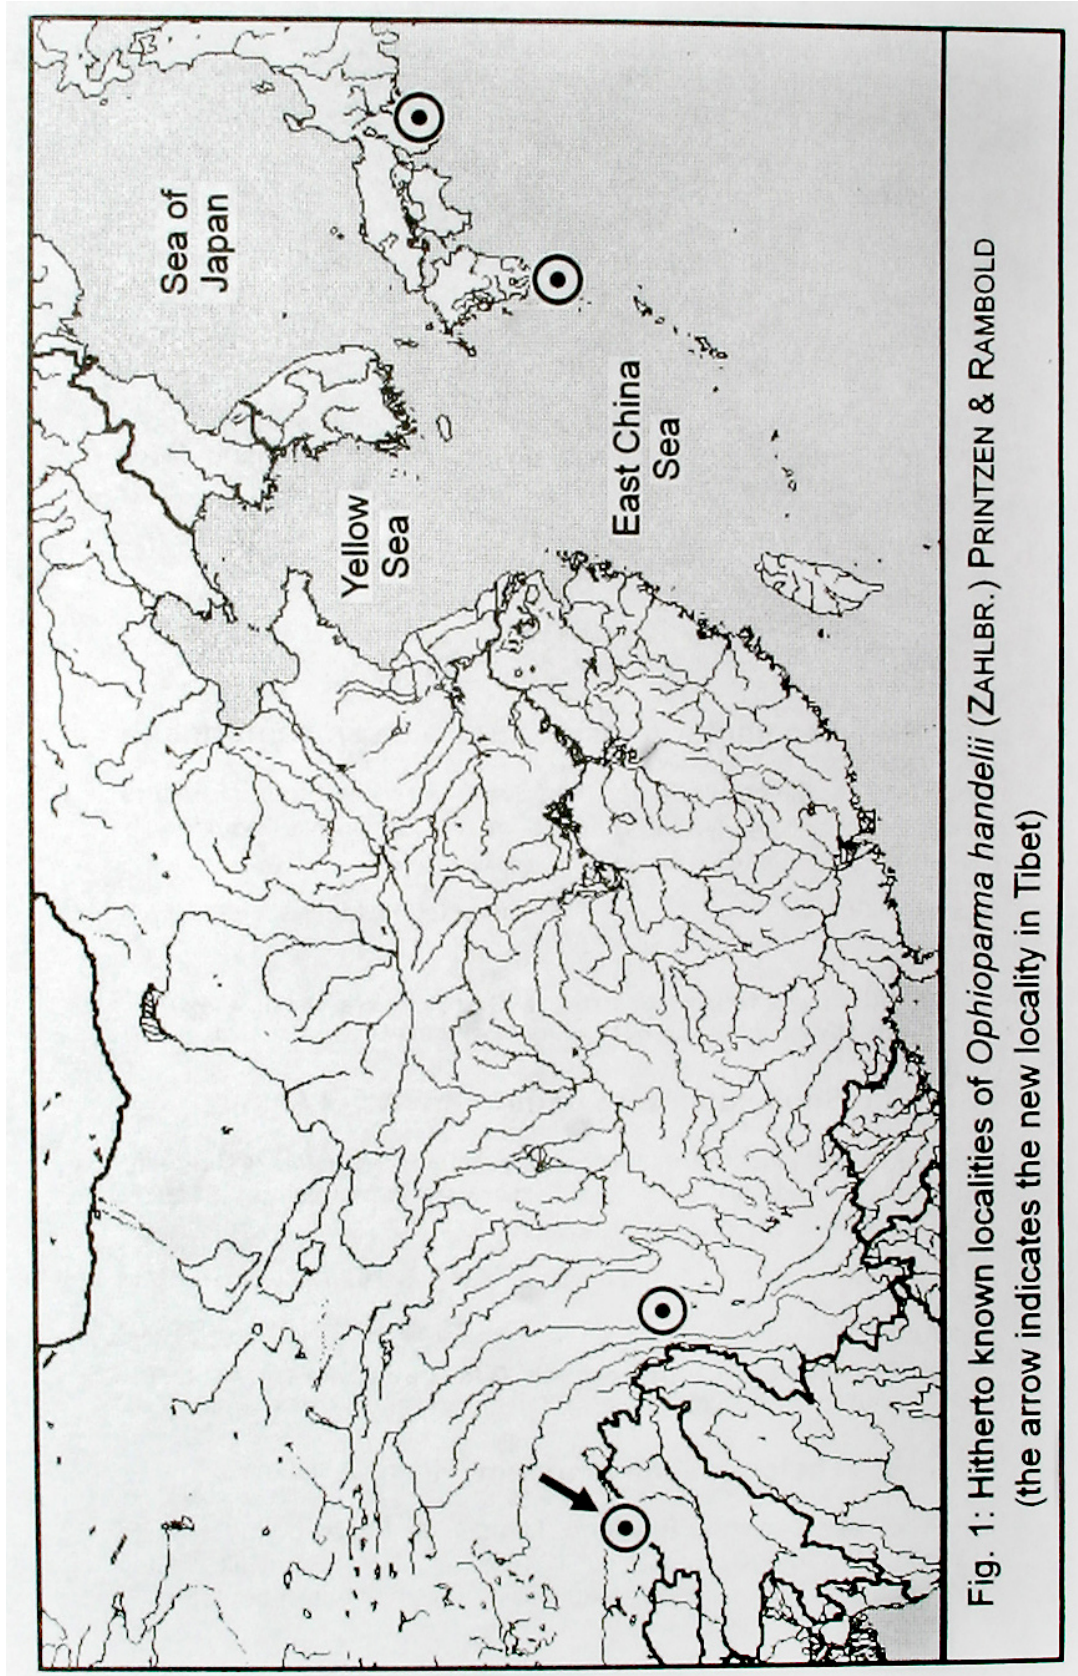 Sea of
Japan
Yellow
Sea
East China
Sea
Fig. 1: Hitherto known localities of Ophioparma handelii (ZAHLBR.) PRINTZEN & RAMBOLD
(the arrow indicates the new locality in Tibet)